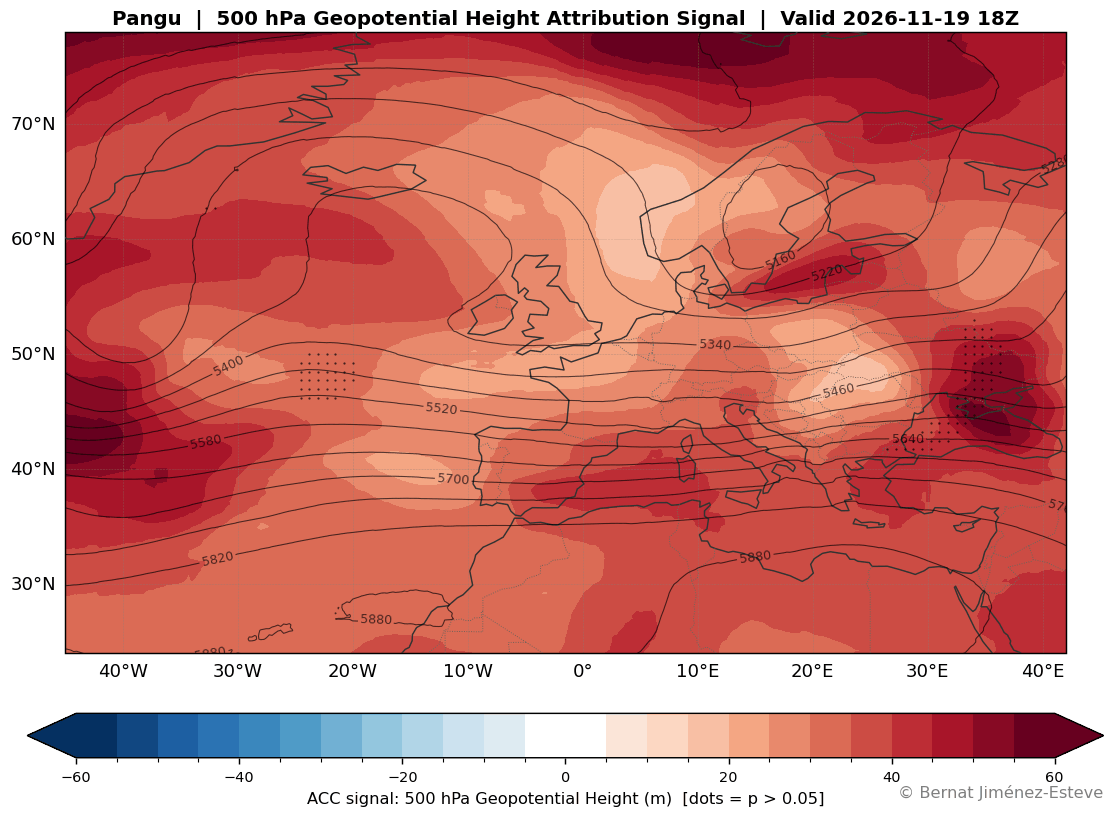 Pangu  |  500 hPa Geopotential Height Attribution Signal  |  Valid 2026-11-19 18Z
70°N
60°N
50°N
40°N
30°N
5280
5160
5220
5340
5400
5460
5520
5580
5640
5700
5820
5880
5880
40°W
30°W
20°W
10°W
0°
10°E
20°E
30°E
40°E
−60
−40
−20
0
20
40
60
ACC signal: 500 hPa Geopotential Height (m)  [dots = p > 0.05]
© Bernat Jiménez-Esteve